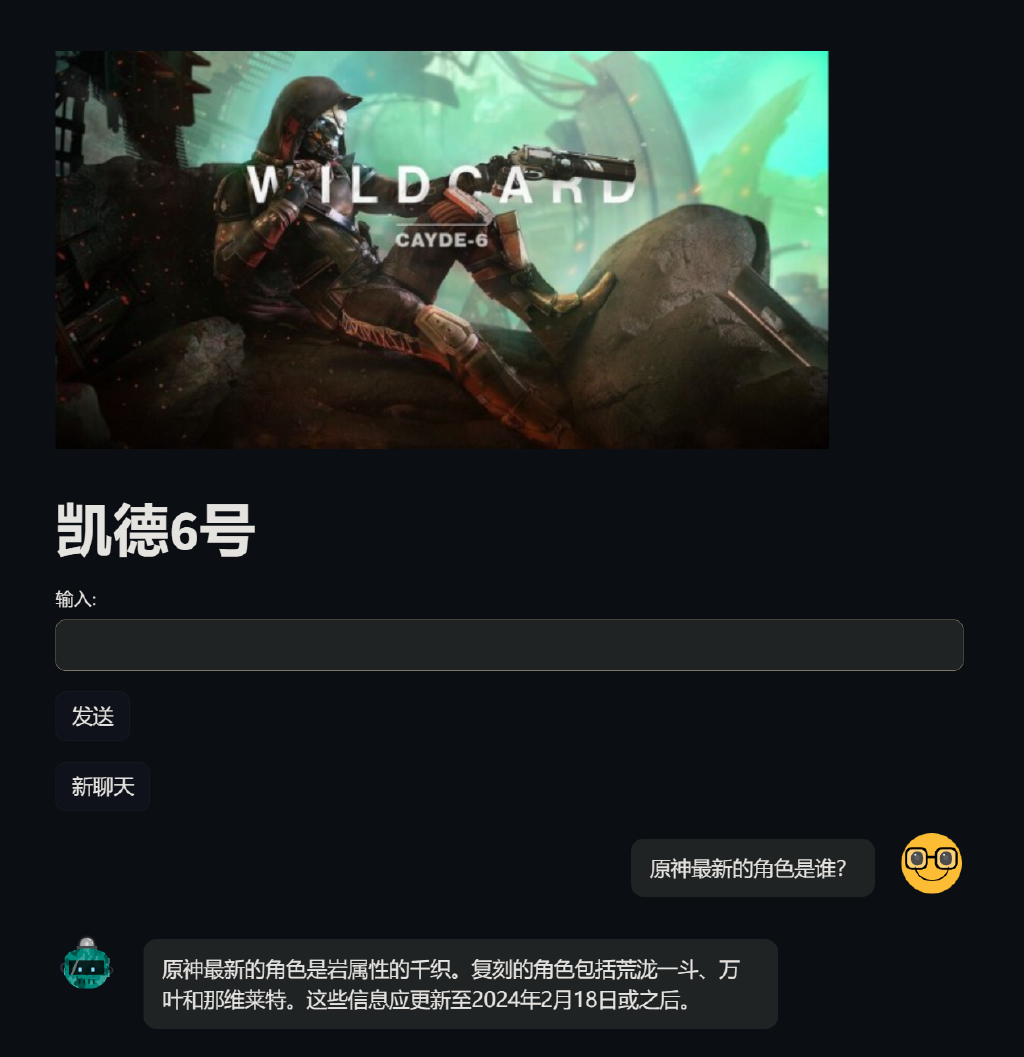 WILDCARD
CAYDE-6
凯德6号
输入:
发送
新聊天
原神最新的角色是谁?
原神最新的角色是岩属性的千织。复刻的角色包括荒泷一斗、万
叶和那维莱特。这些信息应更新至2024年2月18日或之后。